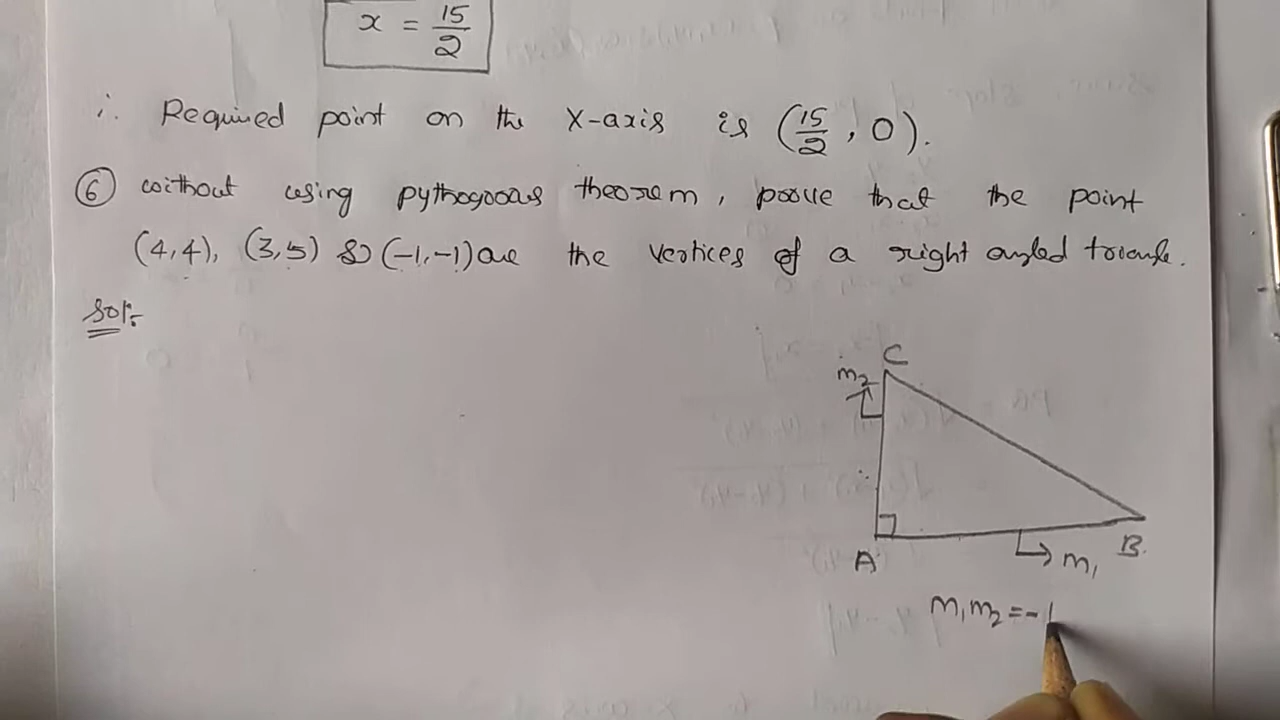 x = 15/2
∴ Required point on the X-axis is (15/2, 0).
⑥ without using pythogoras theorem, prove that the point
(4,4), (3,5) & (-1,-1) are the vertices of a right angled triangle.
Sol:-
C
m₂
A
B
m₁
m₁m₂ = -1